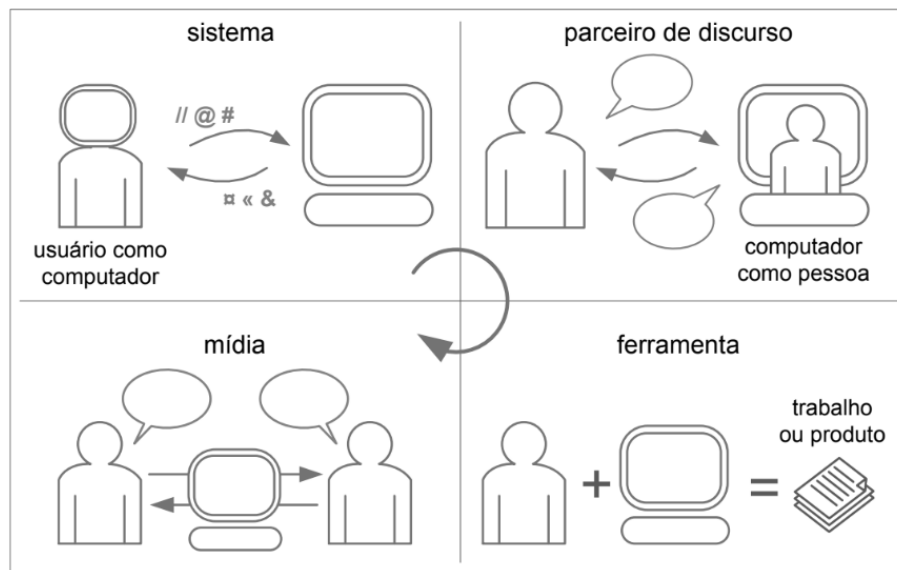 sistema
// @ #
¤ « &
usuário como
computador
parceiro de discurso
computador
como pessoa
mídia
ferramenta
+
=
trabalho
ou produto